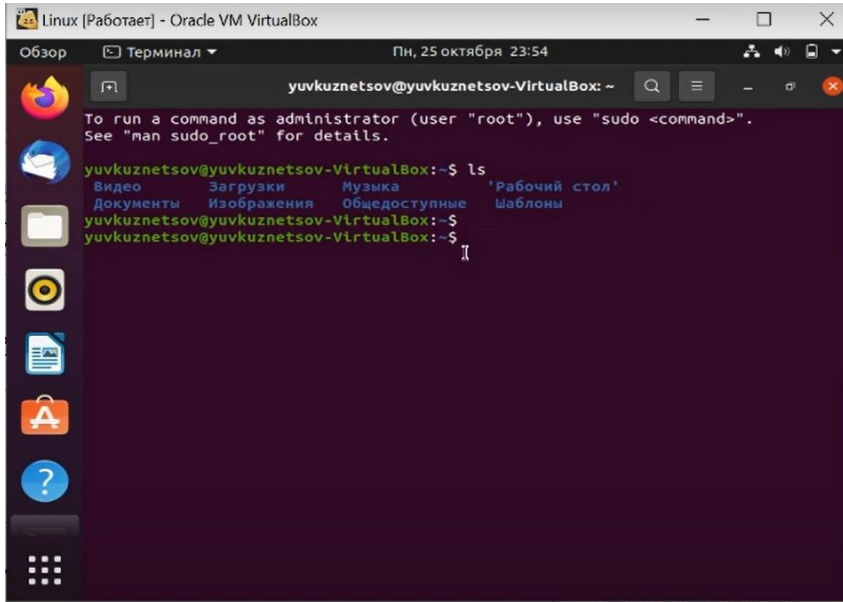 Linux [Работает] - Oracle VM VirtualBox
Обзор Терминал Пн, 25 октября 23:54
yuvkuznetsov@yuvkuznetsov-VirtualBox: ~
To run a command as administrator (user "root"), use "sudo <command>".
See "man sudo_root" for details.
yuvkuznetsov@yuvkuznetsov-VirtualBox:~$ ls
Видео Загрузки Музыка 'Рабочий стол'
Документы Изображения Общедоступные Шаблоны
yuvkuznetsov@yuvkuznetsov-VirtualBox:~$
yuvkuznetsov@yuvkuznetsov-VirtualBox:~$